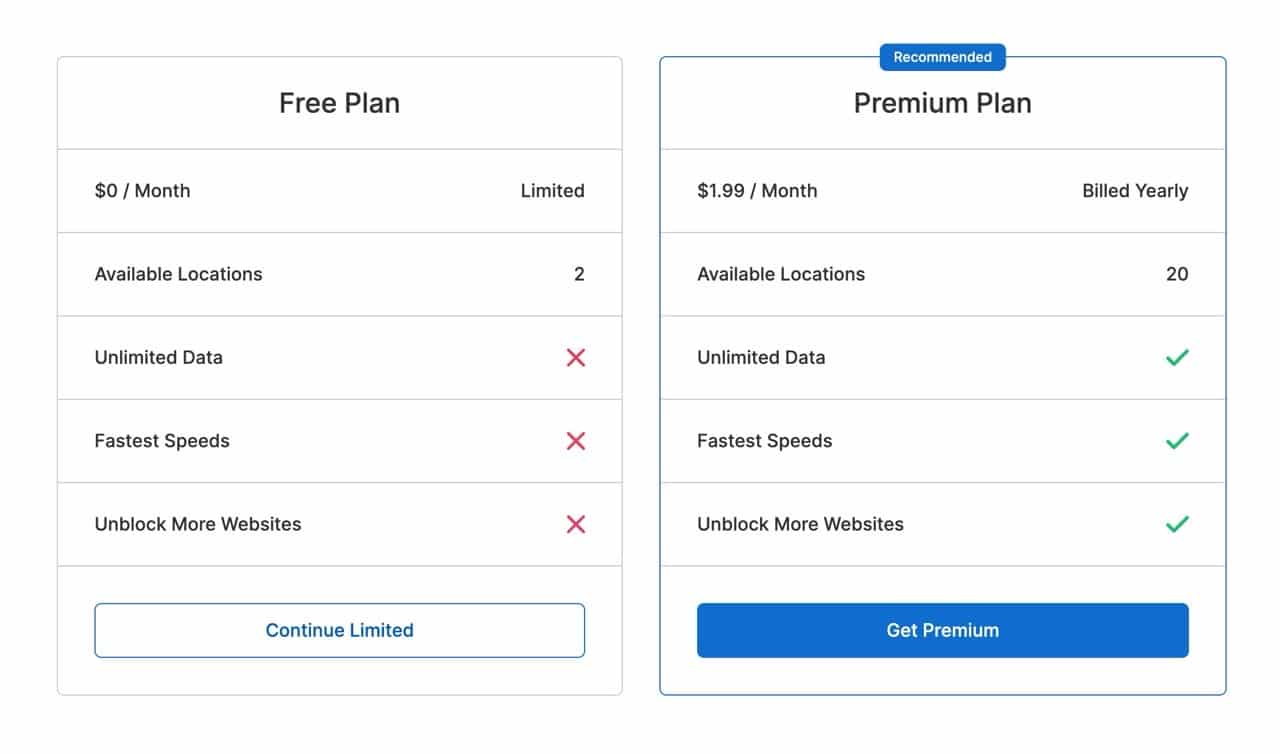 Free Plan
$0 / Month Limited
Available Locations 2
Unlimited Data
Fastest Speeds
Unblock More Websites
Continue Limited
Recommended
Premium Plan
$1.99 / Month Billed Yearly
Available Locations 20
Unlimited Data
Fastest Speeds
Unblock More Websites
Get Premium